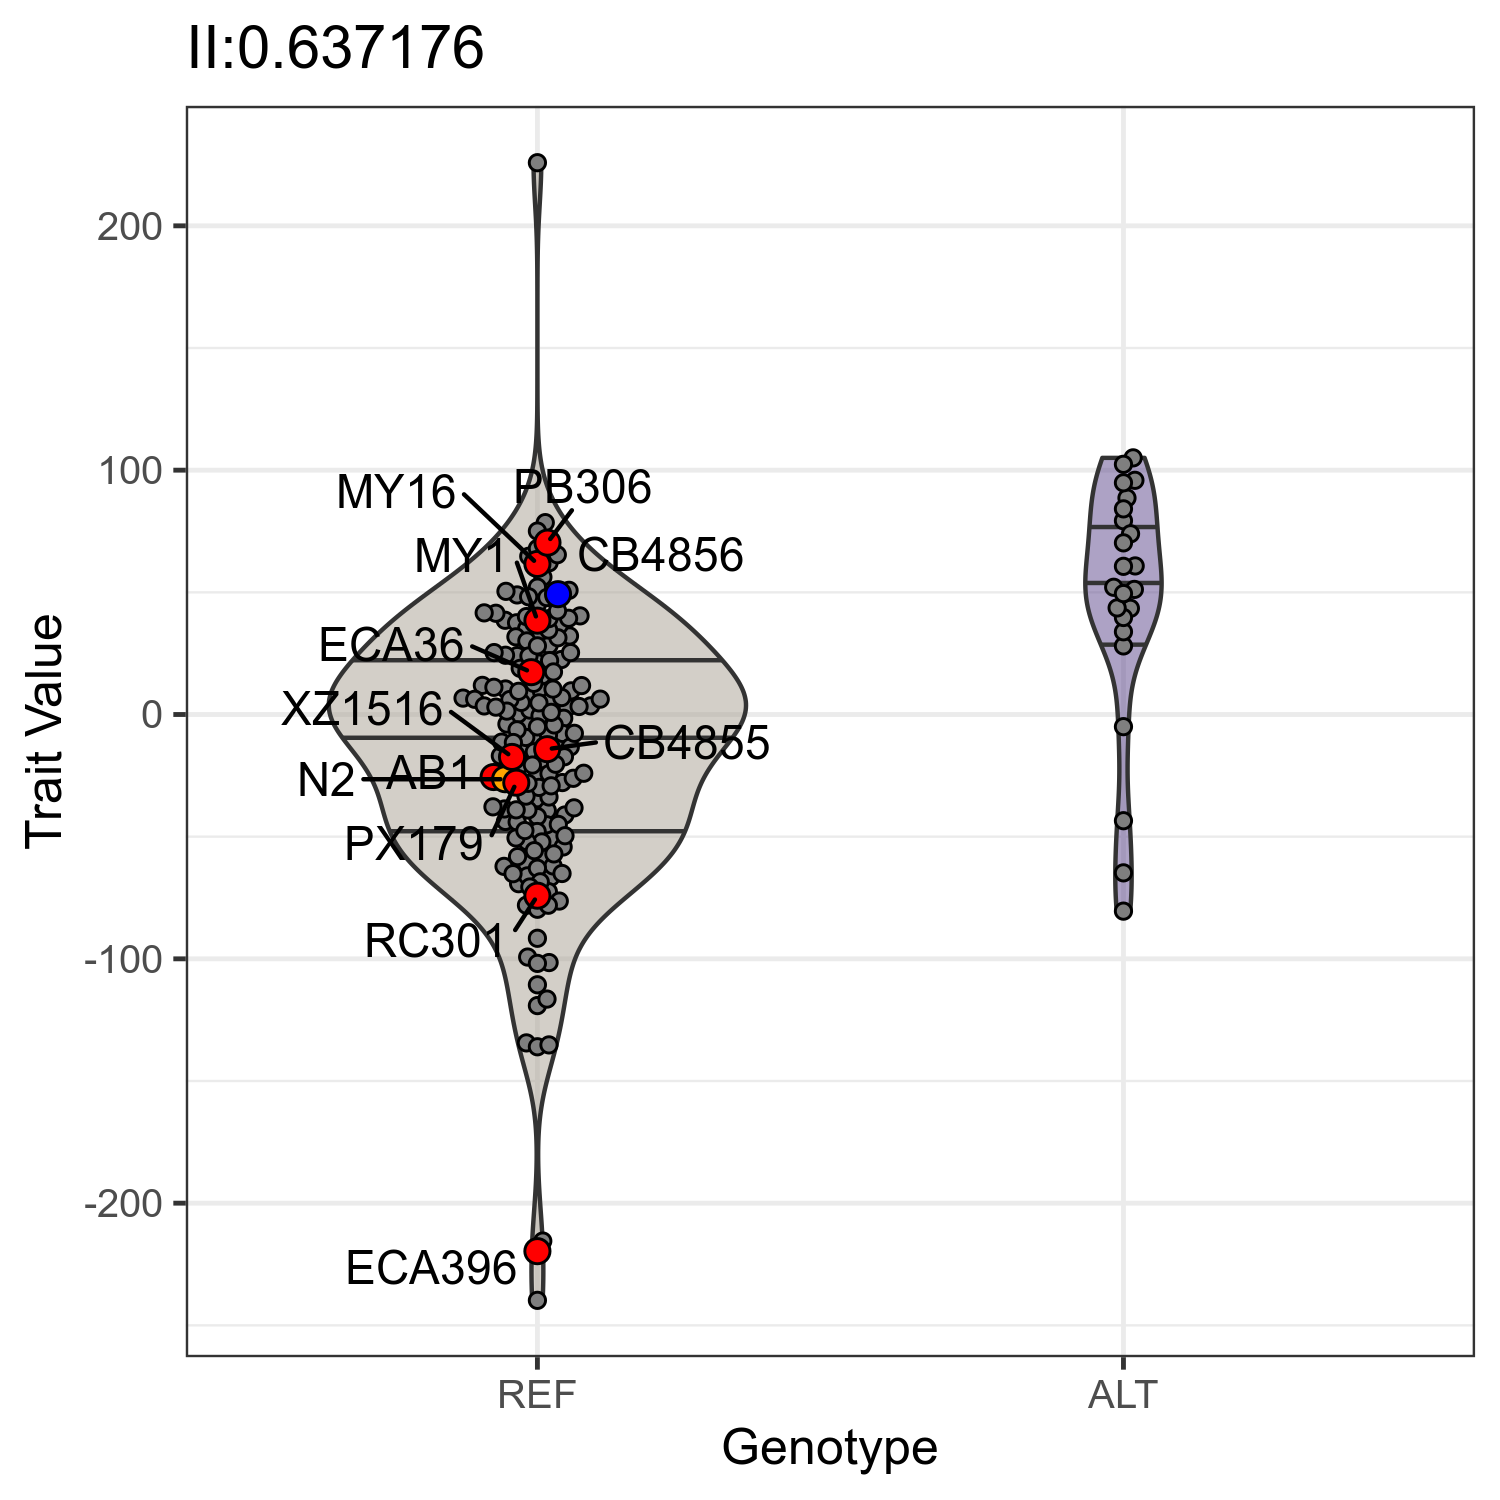 II:0.637176
Trait Value
200
100
0
-100
-200
MY16
PB306
MY1
CB4856
ECA36
XZ1516
CB4855
N2
AB1
PX179
RC301
ECA396
REF
ALT
Genotype